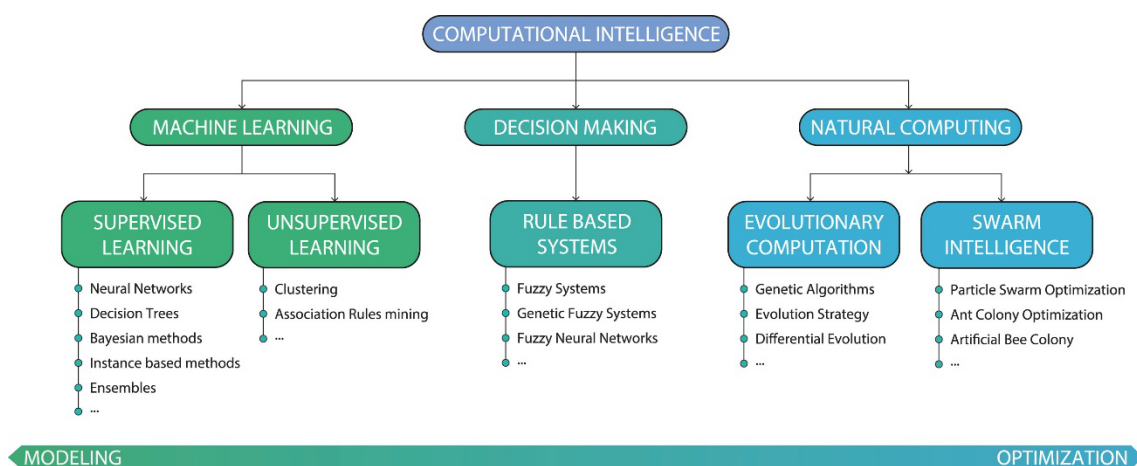 COMPUTATIONAL INTELLIGENCE
MACHINE LEARNING
DECISION MAKING
NATURAL COMPUTING
SUPERVISED
LEARNING
UNSUPERVISED
LEARNING
RULE BASED
SYSTEMS
EVOLUTIONARY
COMPUTATION
SWARM
INTELLIGENCE
Neural Networks
Decision Trees
Bayesian methods
Instance based methods
Ensembles
...
Clustering
Association Rules mining
...
Fuzzy Systems
Genetic Fuzzy Systems
Fuzzy Neural Networks
...
Genetic Algorithms
Evolution Strategy
Differential Evolution
...
Particle Swarm Optimization
Ant Colony Optimization
Artificial Bee Colony
...
MODELING
OPTIMIZATION